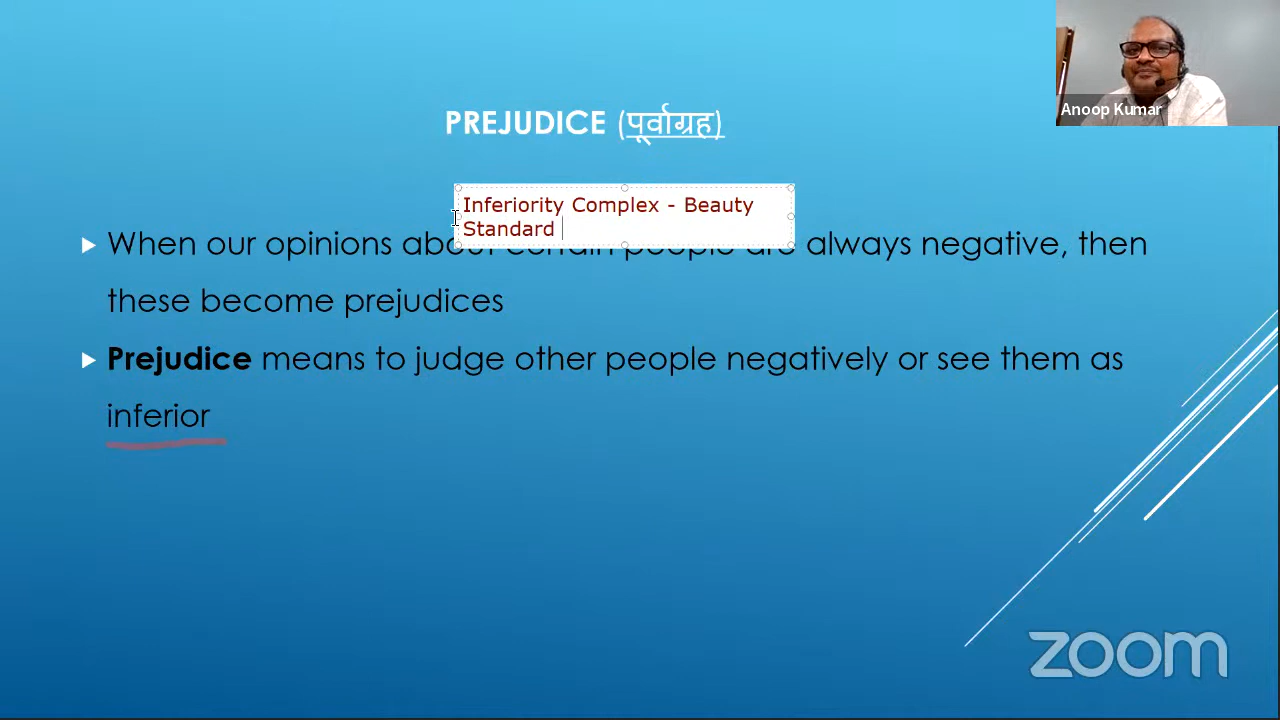 Anoop Kumar
PREJUDICE (पूर्वाग्रह)
Inferiority Complex - Beauty
Standard
When our opinions about certain people are always negative, then
these become prejudices
Prejudice means to judge other people negatively or see them as
inferior
zoom